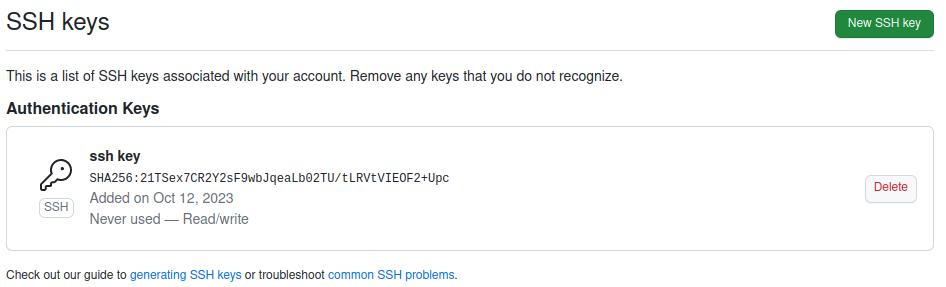 SSH keys
New SSH key
This is a list of SSH keys associated with your account. Remove any keys that you do not recognize.
Authentication Keys
ssh key
SHA256:21TSex7CR2Y2sF9wbJqeaLb02TU/tLRVtVIEOF2+Upc
Added on Oct 12, 2023
Never used — Read/write
SSH
Delete
Check out our guide to generating SSH keys or troubleshoot common SSH problems.